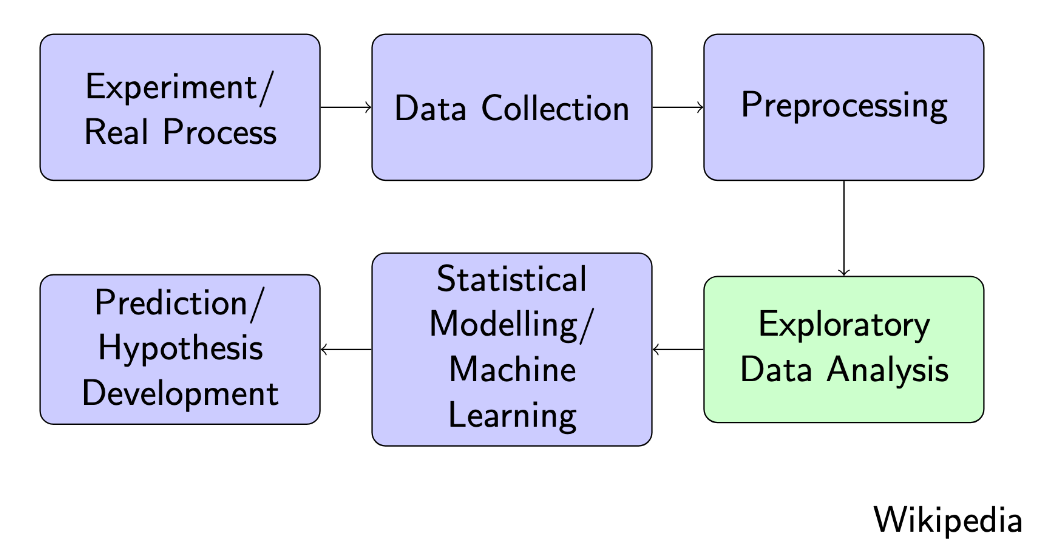 Experiment/
Real Process
Data Collection
Preprocessing
Exploratory
Data Analysis
Statistical
Modelling/
Machine
Learning
Prediction/
Hypothesis
Development
Wikipedia